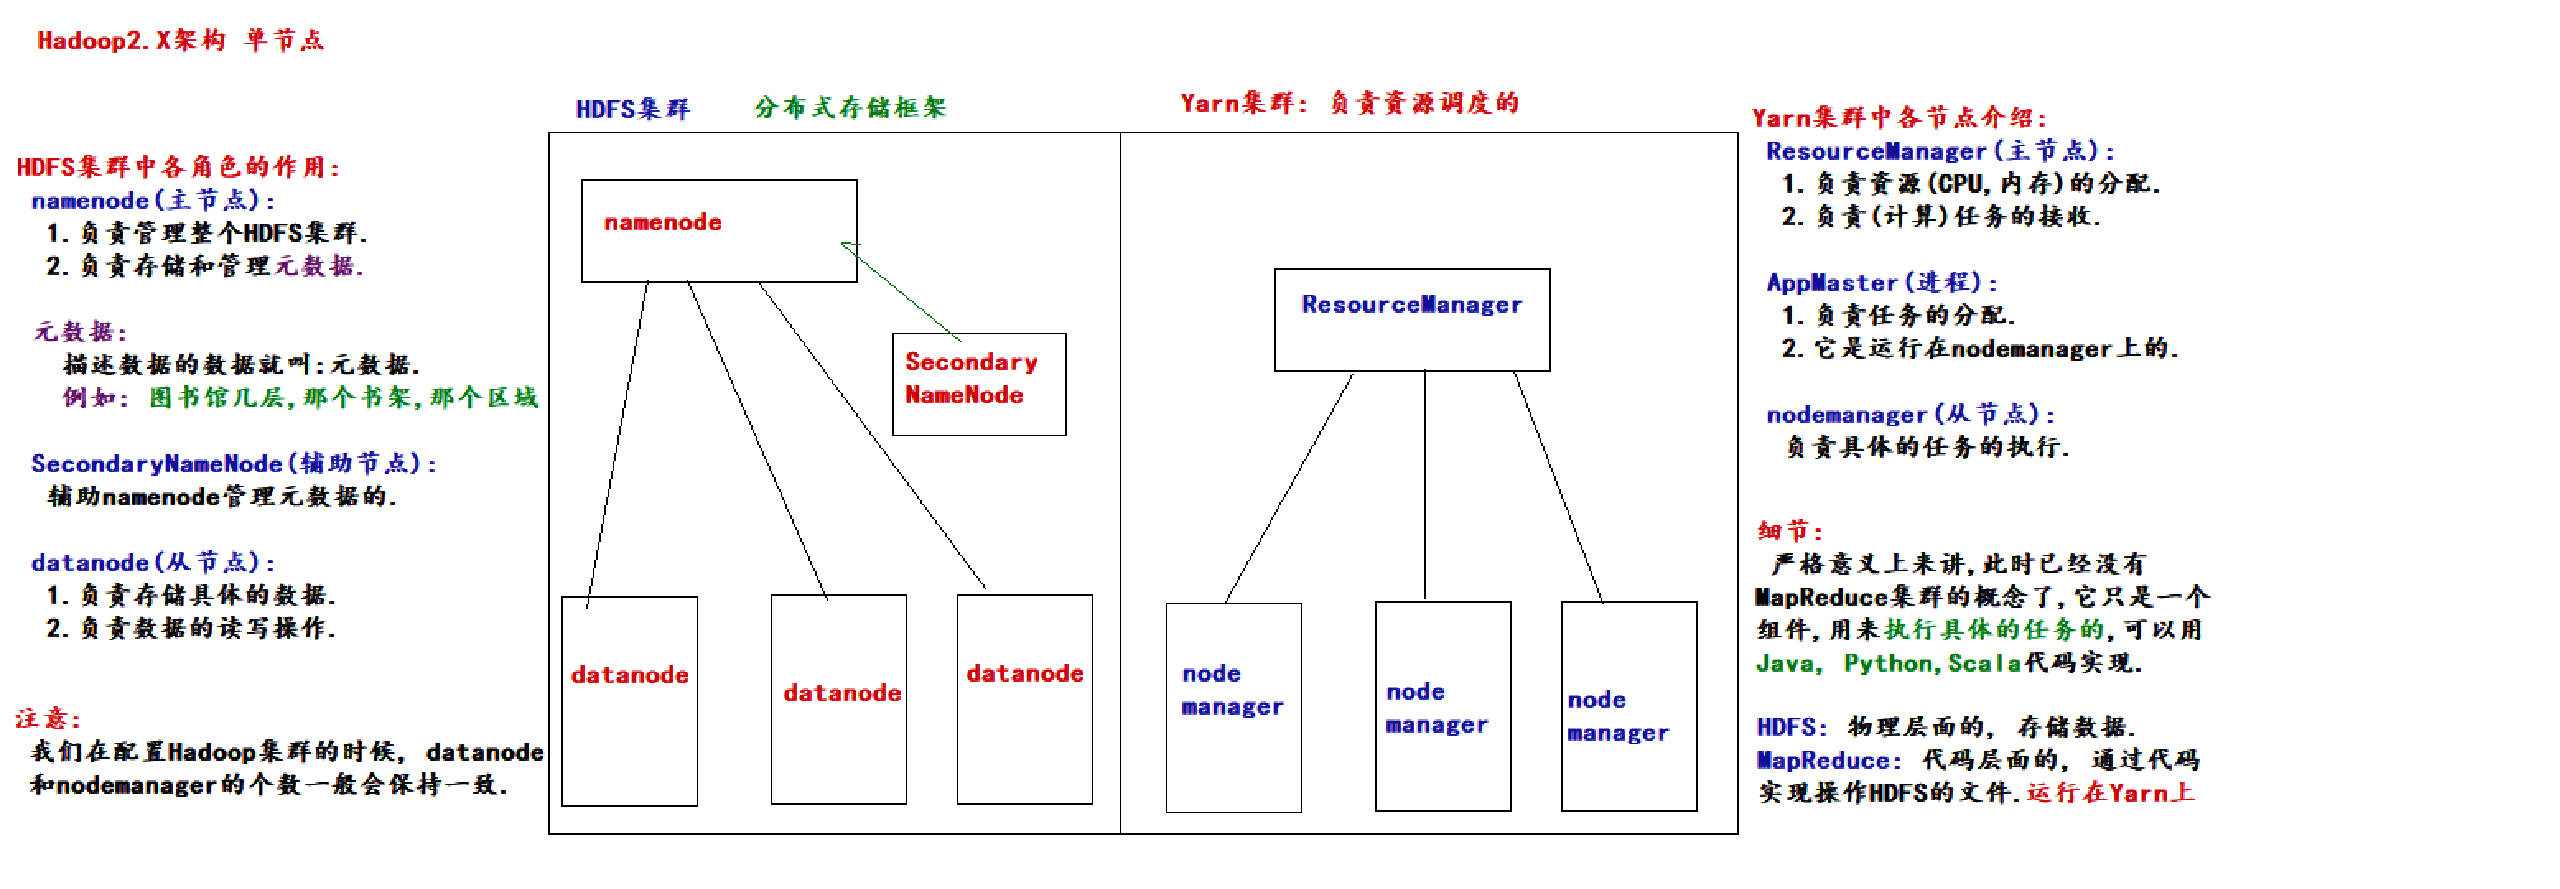 Hadoop2.X架构 单节点
HDFS集群中各角色的作用:
namenode(主节点):
1.负责管理整个HDFS集群.
2.负责存储和管理元数据.
元数据:
描述数据的数据就叫:元数据.
例如: 图书馆几层,那个书架,那个区域
SecondaryNameNode(辅助节点):
辅助namenode管理元数据的.
datanode(从节点):
1.负责存储具体的数据.
2.负责数据的读写操作.
注意:
我们在配置Hadoop集群的时候, datanode
和nodemanager的个数一般会保持一致.
HDFS集群 分布式存储框架
namenode
Secondary
NameNode
datanode
datanode
datanode
Yarn集群: 负责资源调度的
ResourceManager
node
manager
node
manager
node
manager
Yarn集群中各节点介绍:
ResourceManager(主节点):
1.负责资源(CPU,内存)的分配.
2.负责(计算)任务的接收.
AppMaster(进程):
1.负责任务的分配.
2.它是运行在nodemanager上的.
nodemanager(从节点):
负责具体的任务的执行.
细节:
严格意义上来讲,此时已经没有
MapReduce集群的概念了,它只是一个
组件,用来执行具体的任务的,可以用
Java, Python,Scala代码实现.
HDFS: 物理层面的, 存储数据.
MapReduce: 代码层面的, 通过代码
实现操作HDFS的文件.运行在Yarn上